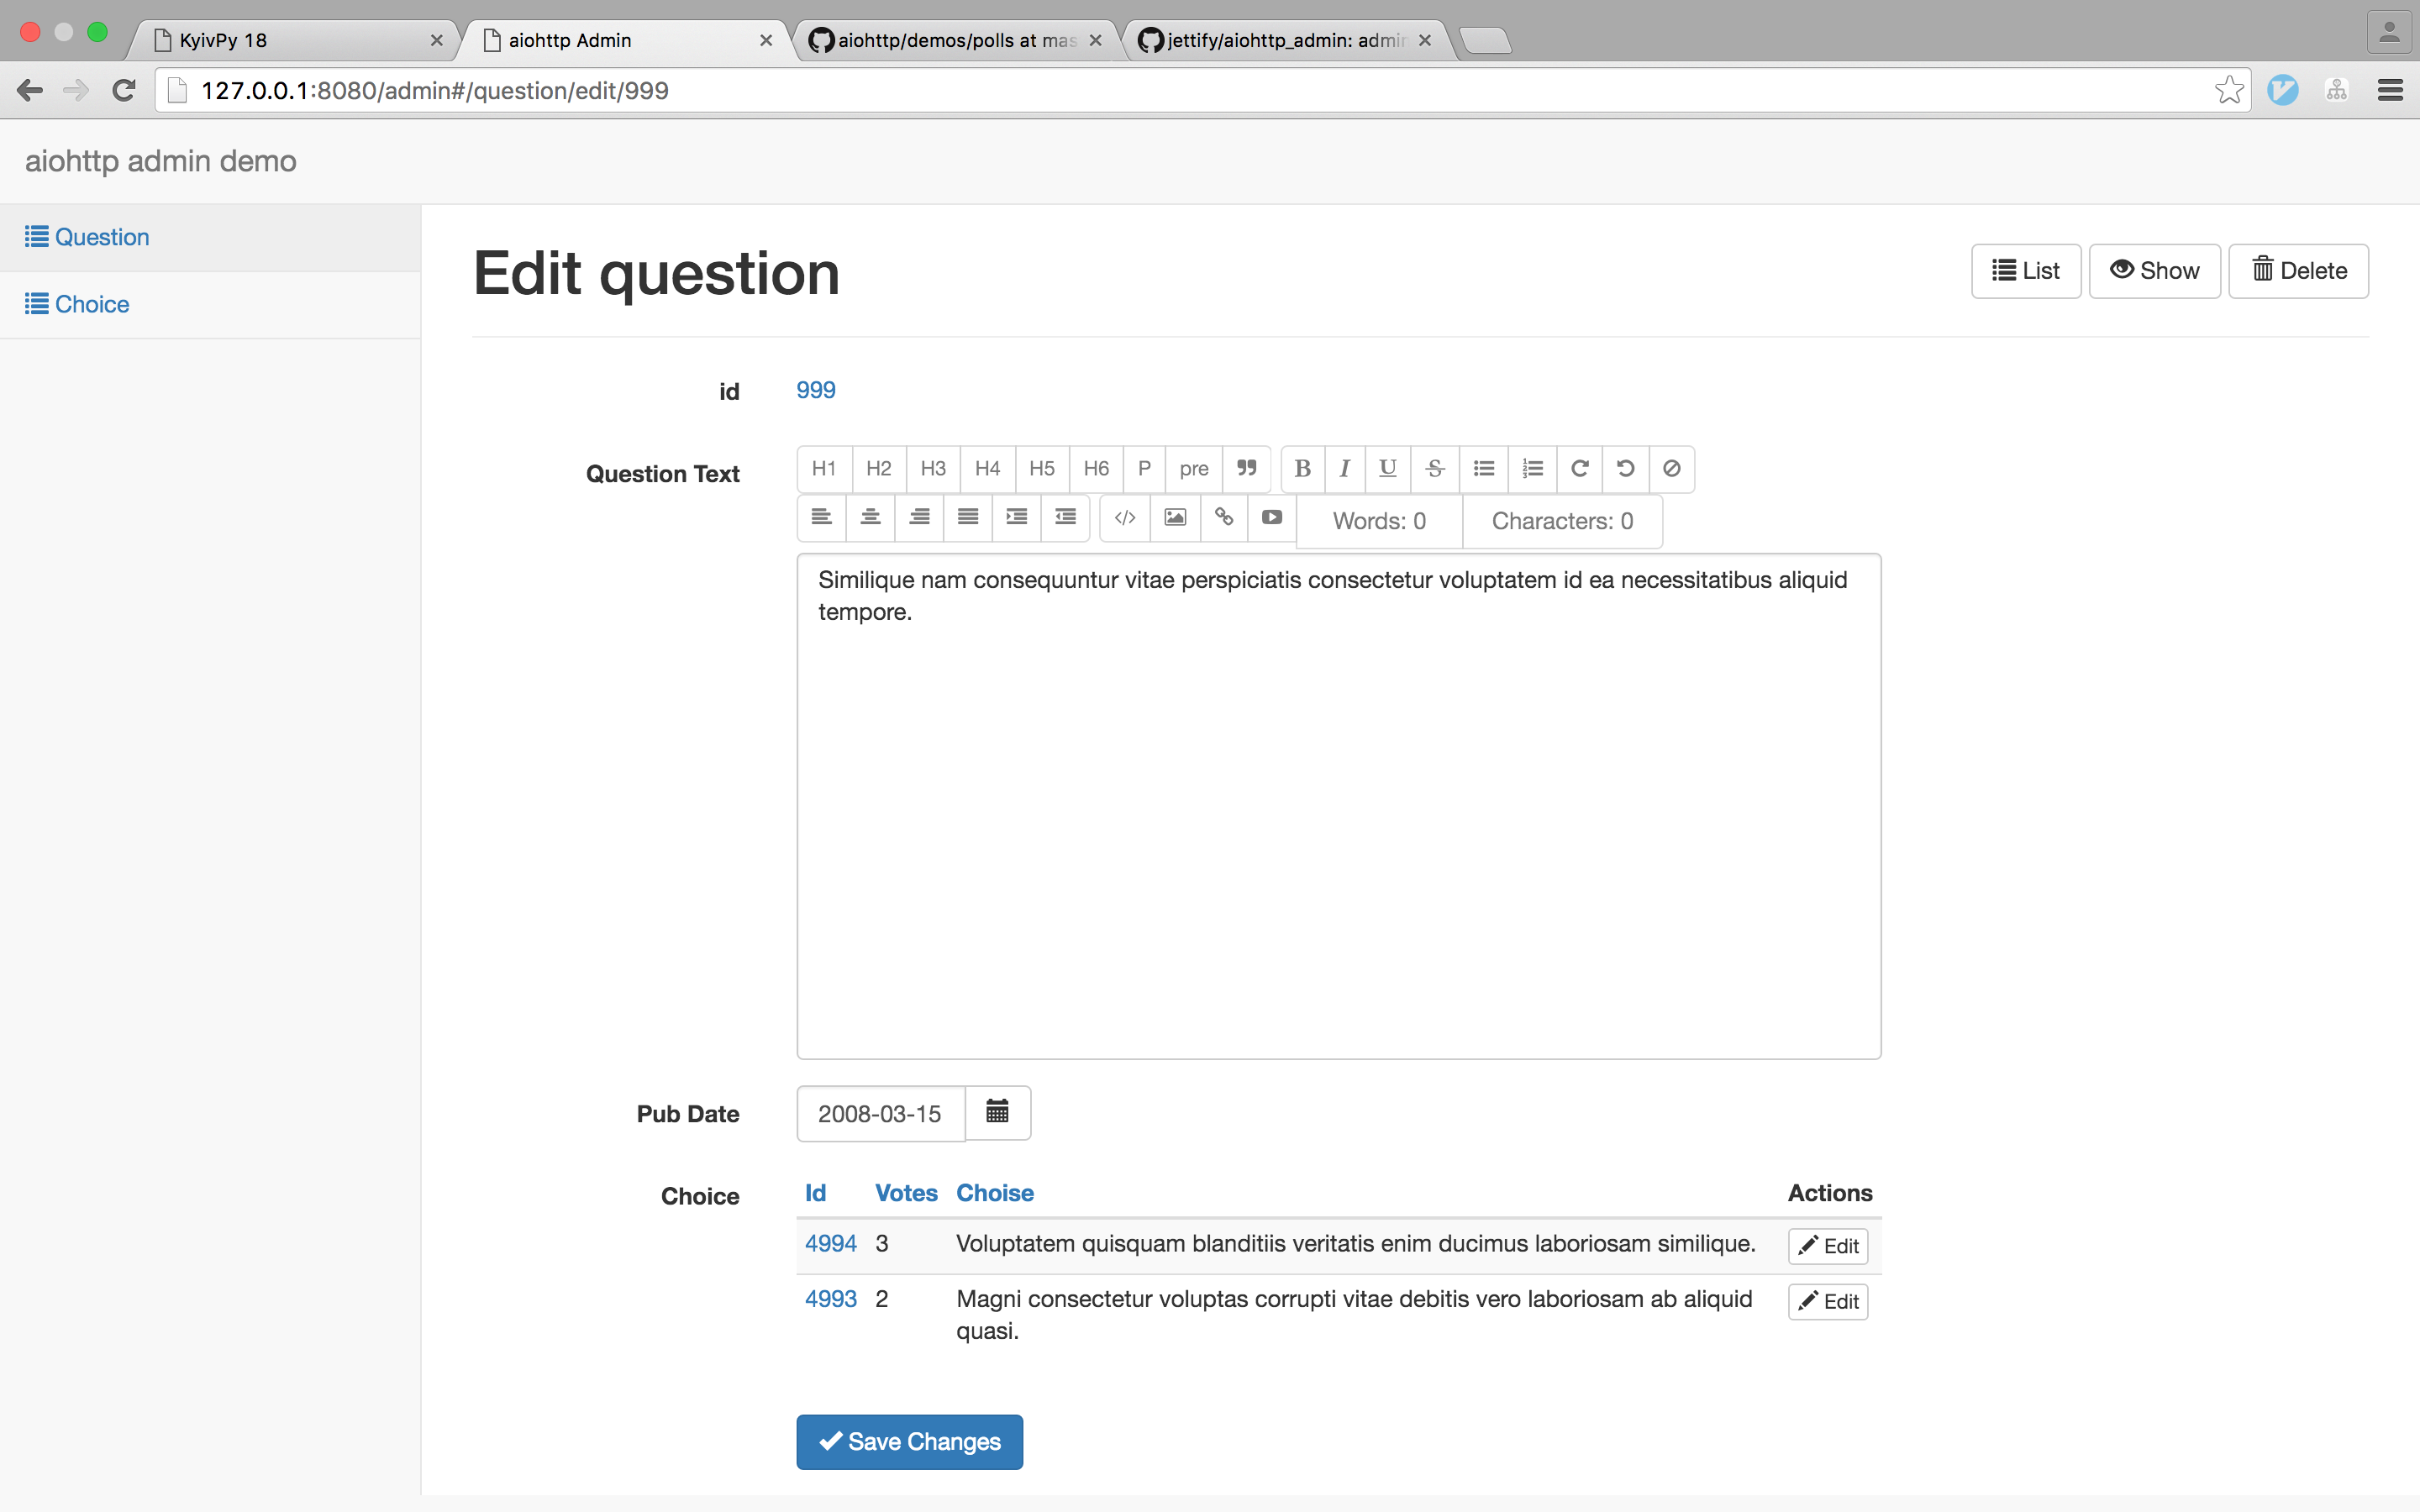 KyivPy 18
aiohttp Admin
aiohttp/demos/polls at mas
jettify/aiohttp_admin: admin
127.0.0.1:8080/admin#/question/edit/999
aiohttp admin demo
Question
Choice
Edit question
List
Show
Delete
id
999
Question Text
H1 H2 H3 H4 H5 H6 P pre B I U S
Words: 0
Characters: 0
Similique nam consequuntur vitae perspiciatis consectetur voluptatem id ea necessitatibus aliquid
tempore.
Pub Date
2008-03-15
Choice
Id Votes Choise Actions
4994 3 Voluptatem quisquam blanditiis veritatis enim ducimus laboriosam similique. Edit
4993 2 Magni consectetur voluptas corrupti vitae debitis vero laboriosam ab aliquid Edit
quasi.
Save Changes